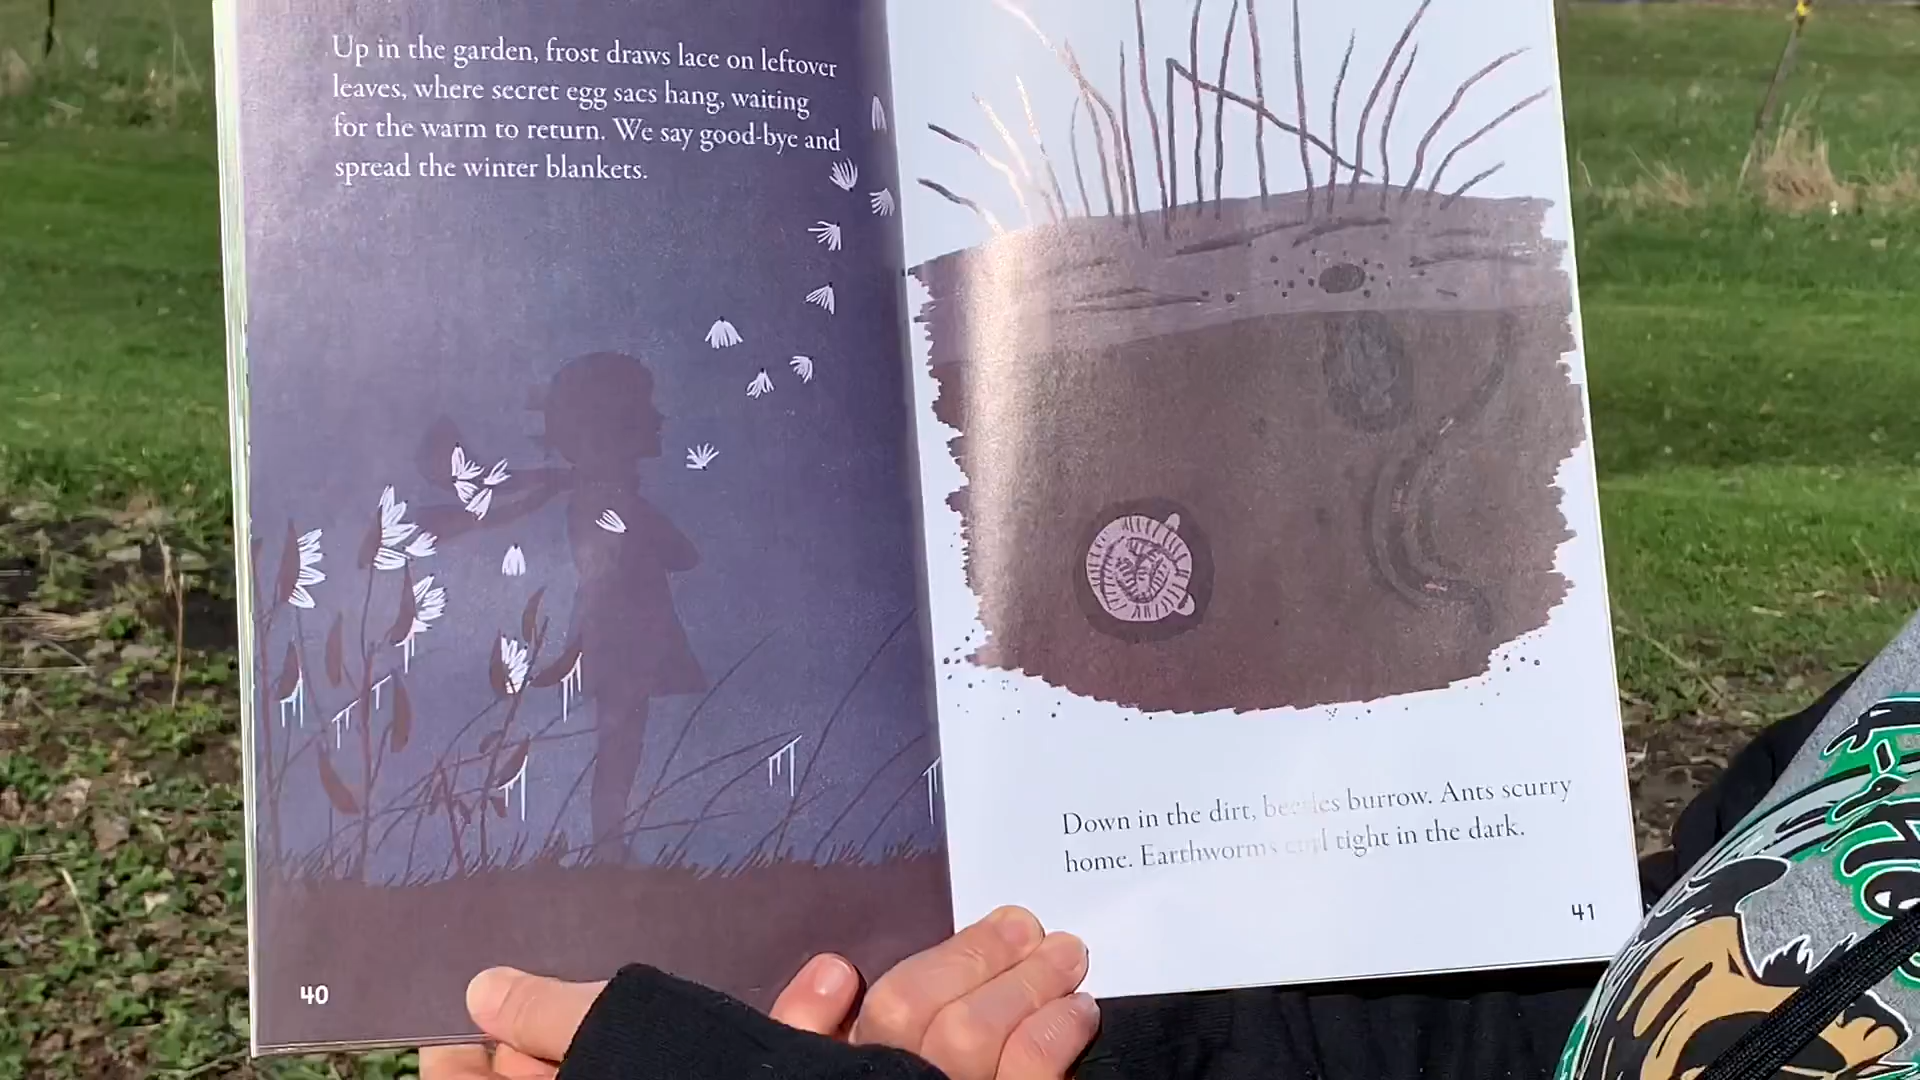 Up in the garden, frost draws lace on leftover
leaves, where secret egg sacs hang, waiting
for the warm to return. We say good-bye and
spread the winter blankets.
40
Down in the dirt, beetles burrow. Ants scurry
home. Earthworms curl tight in the dark.
41